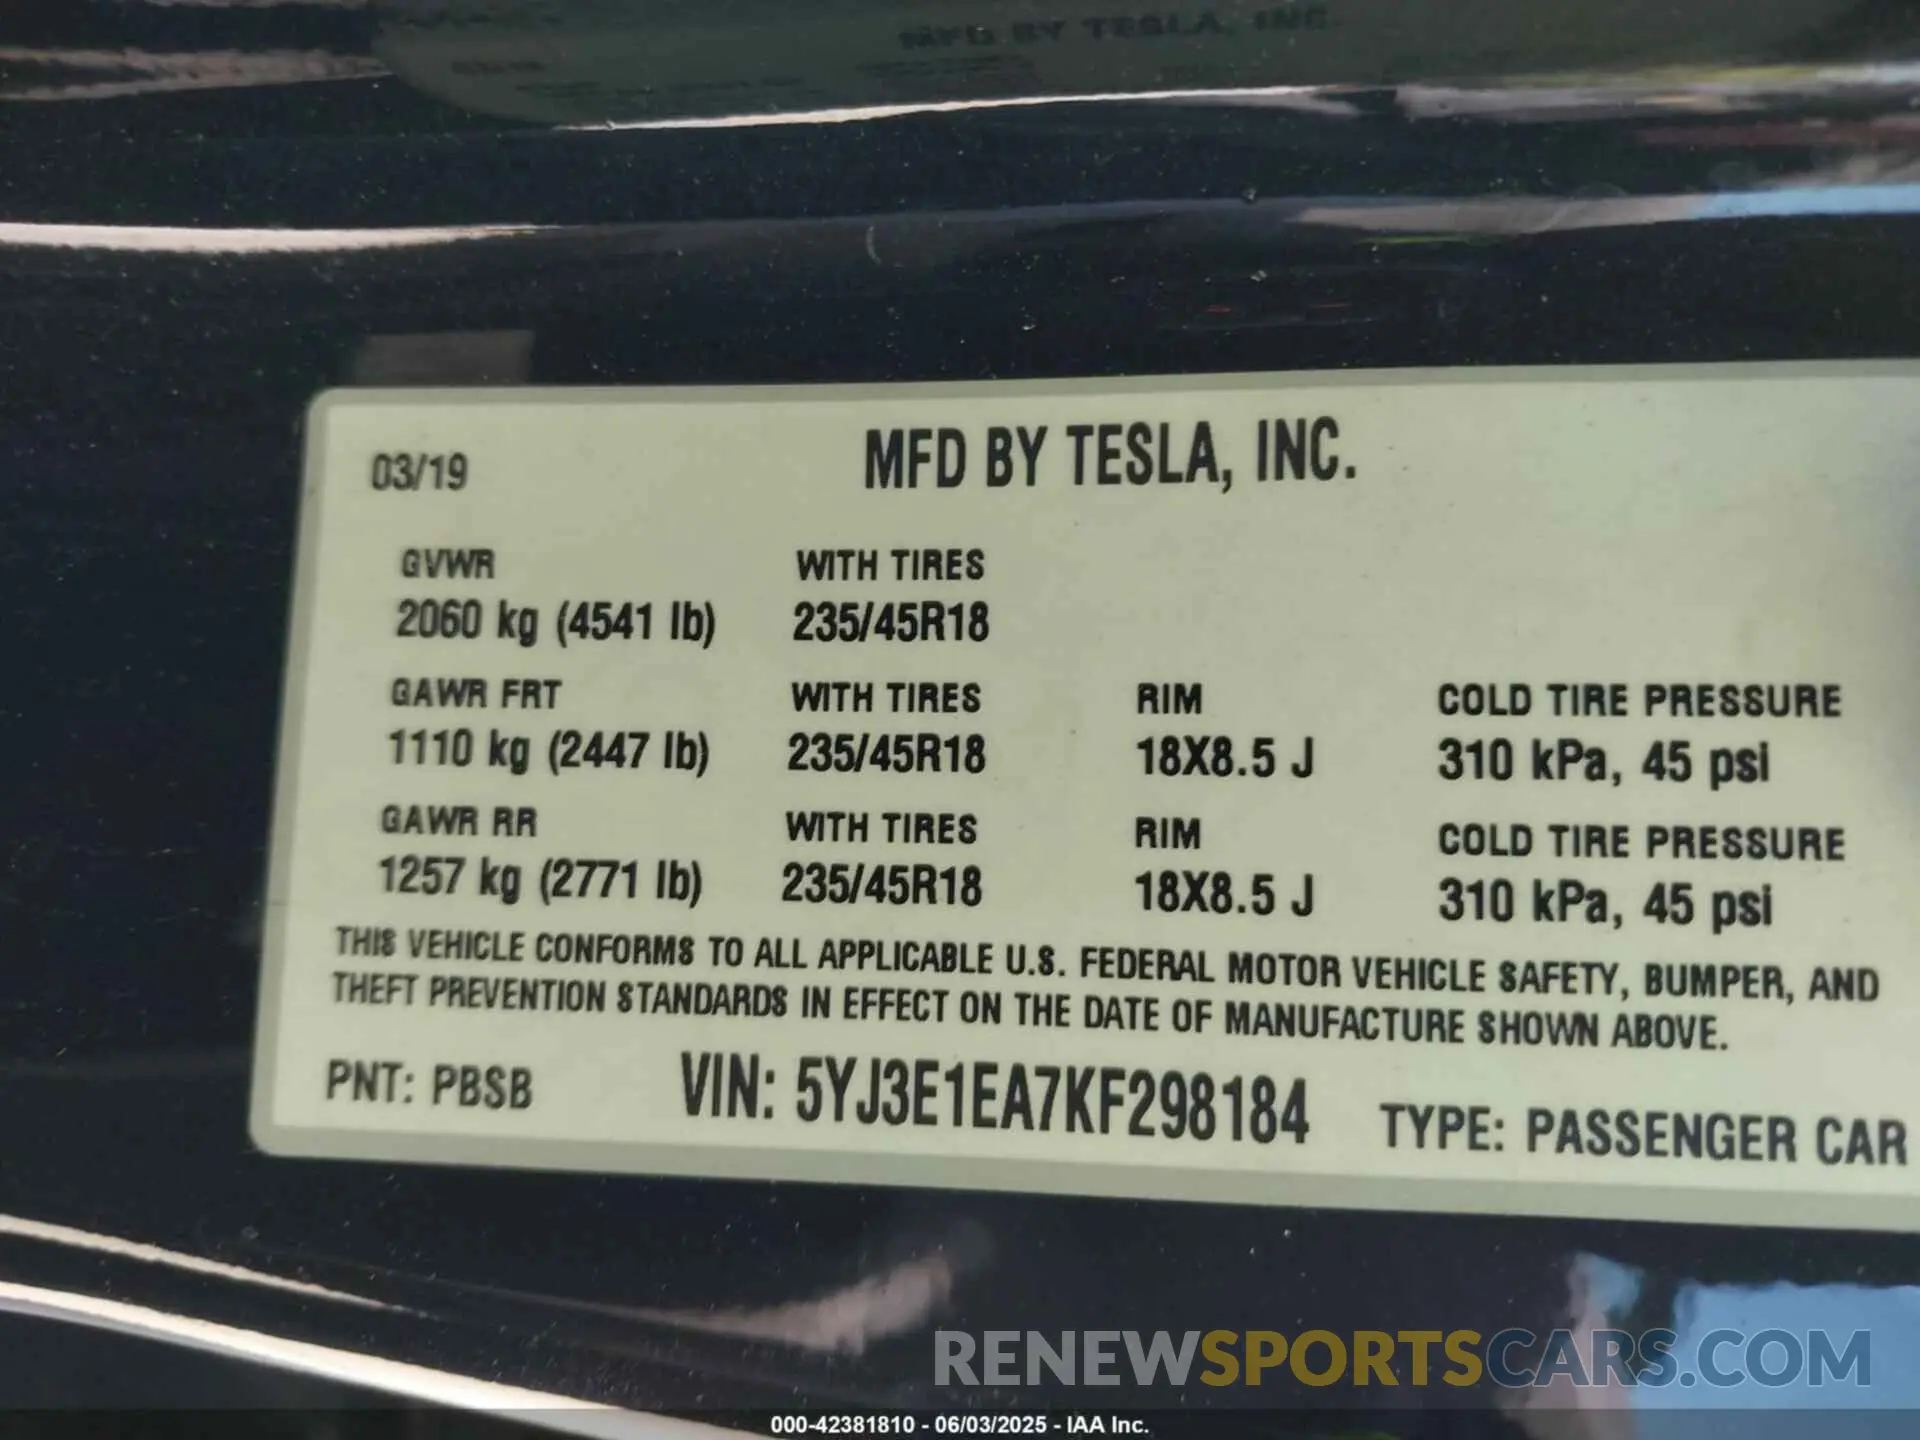 MFD BY TESLA, INC.
03/19 MFD BY TESLA, INC.
GVWR WITH TIRES
2060 kg (4541 lb) 235/45R18
GAWR FRT WITH TIRES RIM COLD TIRE PRESSURE
1110 kg (2447 lb) 235/45R18 18X8.5 J 310 kPa, 45 psi
GAWR RR WITH TIRES RIM COLD TIRE PRESSURE
1257 kg (2771 lb) 235/45R18 18X8.5 J 310 kPa, 45 psi
THIS VEHICLE CONFORMS TO ALL APPLICABLE U.S. FEDERAL MOTOR VEHICLE SAFETY, BUMPER, AND
THEFT PREVENTION STANDARDS IN EFFECT ON THE DATE OF MANUFACTURE SHOWN ABOVE.
PNT: PBSB VIN: 5YJ3E1EA7KF298184 TYPE: PASSENGER CAR
RENEWSPORTSCARS.COM
000-42381810 - 06/03/2025 - IAA Inc.